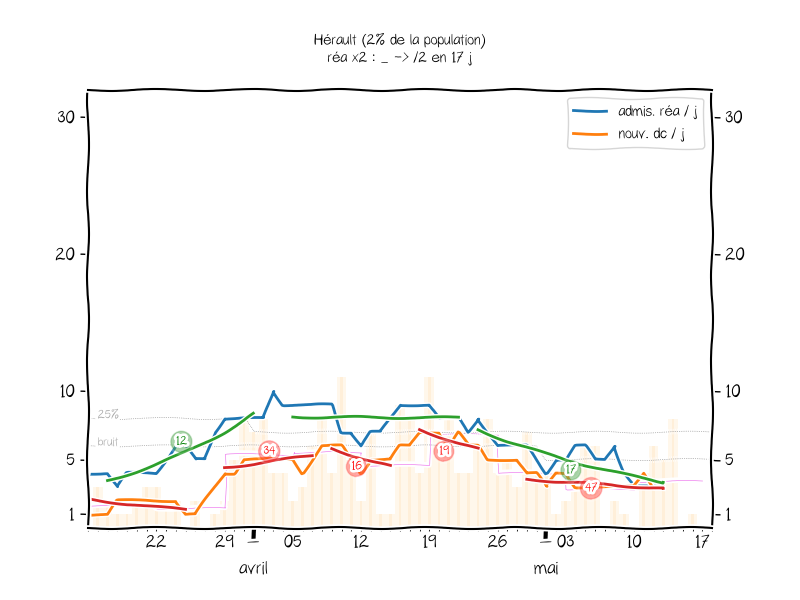 Hérault (2% de la population)
réa x2 : _ -> /2 en 17 j
admis. réa / j
nouv. dc / j
30
30
20
20
10
10
25%
bruit
12
34
16
19
17
47
5
5
1
1
22 29 05 12 19 26 03 10 17
avril mai